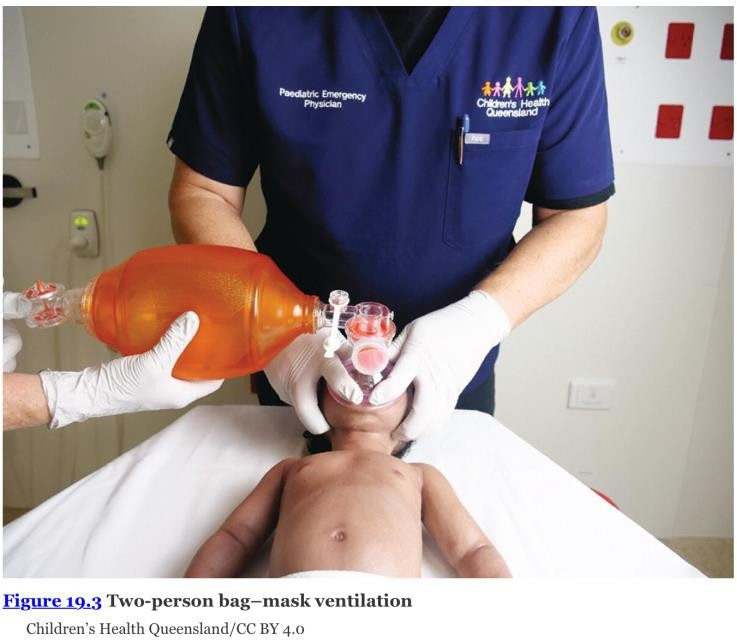 Paediatric Emergency
Physician
Children's Health
Queensland
Figure 19.3 Two-person bag–mask ventilation
Children's Health Queensland/CC BY 4.0